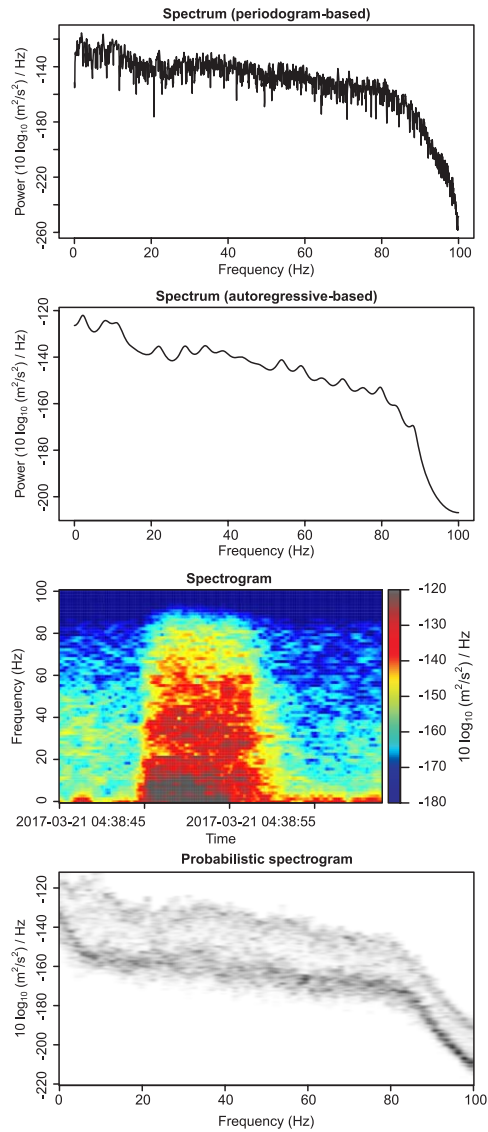 Spectrum (periodogram-based)
Power (10 log₁₀ (m²/s²) / Hz)
-140
-180
-220
-260
0 20 40 60 80 100
Frequency (Hz)
Spectrum (autoregressive-based)
Power (10 log₁₀ (m²/s²) / Hz)
-120
-140
-160
-180
-200
0 20 40 60 80 100
Frequency (Hz)
Spectrogram
Frequency (Hz)
100
80
60
40
20
0
2017-03-21 04:38:45 2017-03-21 04:38:55
Time
-120
-130
-140
-150
-160
-170
-180
10 log₁₀ (m²/s²) / Hz
Probabilistic spectrogram
10 log₁₀ (m²/s²) / Hz
-120
-140
-160
-180
-200
-220
0 20 40 60 80 100
Frequency (Hz)